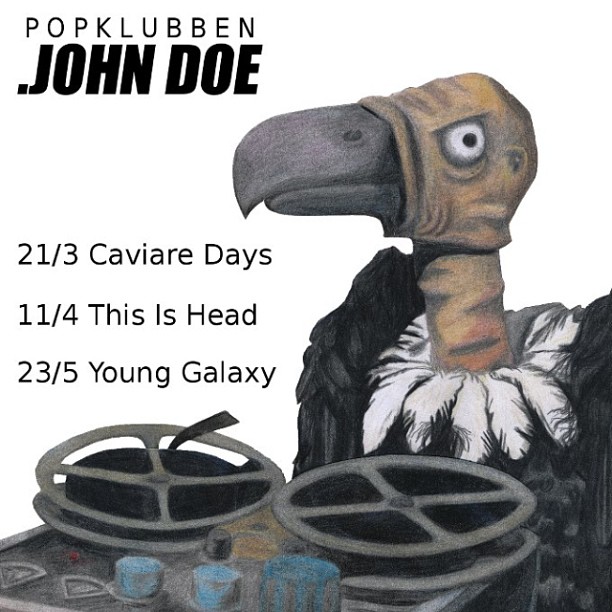 POPKLUBBEN
.JOHN DOE
21/3 Caviare Days
11/4 This Is Head
23/5 Young Galaxy